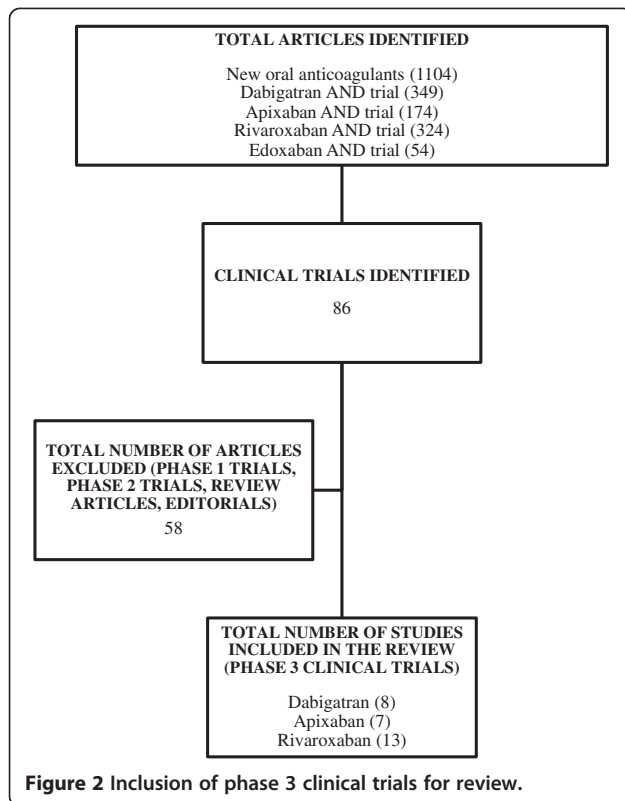 TOTAL ARTICLES IDENTIFIED
New oral anticoagulants (1104)
Dabigatran AND trial (349)
Apixaban AND trial (174)
Rivaroxaban AND trial (324)
Edoxaban AND trial (54)
CLINICAL TRIALS IDENTIFIED
86
TOTAL NUMBER OF ARTICLES
EXCLUDED (PHASE 1 TRIALS,
PHASE 2 TRIALS, REVIEW
ARTICLES, EDITORIALS)
58
TOTAL NUMBER OF STUDIES
INCLUDED IN THE REVIEW
(PHASE 3 CLINICAL TRIALS)
Dabigatran (8)
Apixaban (7)
Rivaroxaban (13)
Figure 2 Inclusion of phase 3 clinical trials for review.